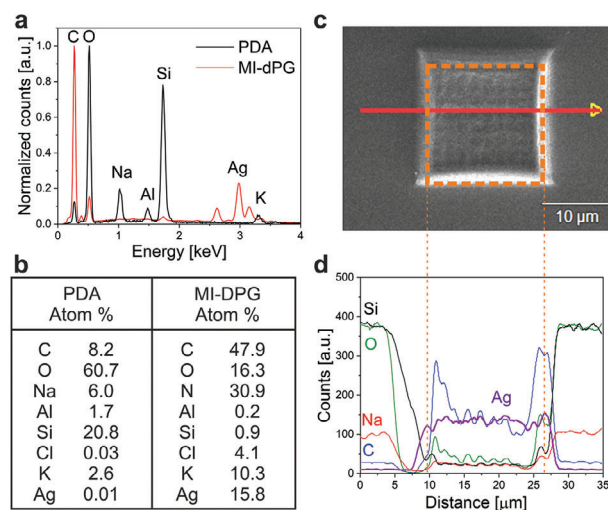 a
C O
PDA
MI-dPG
Si
Na
Al
Ag
K
Normalized counts [a.u.]
1.0
0.8
0.6
0.4
0.2
0.0
0 1 2 3 4
Energy [keV]
b
PDA MI-DPG
Atom % Atom %
C 8.2 C 47.9
O 60.7 O 16.3
Na 6.0 N 30.9
Al 1.7 Al 0.2
Si 20.8 Si 0.9
Cl 0.03 Cl 4.1
K 2.6 K 10.3
Ag 0.01 Ag 15.8
c
10 µm
d
Si
O
Ag
Na
C
Counts [a.u.]
500
400
300
200
100
0
0 5 10 15 20 25 30 35
Distance [µm]